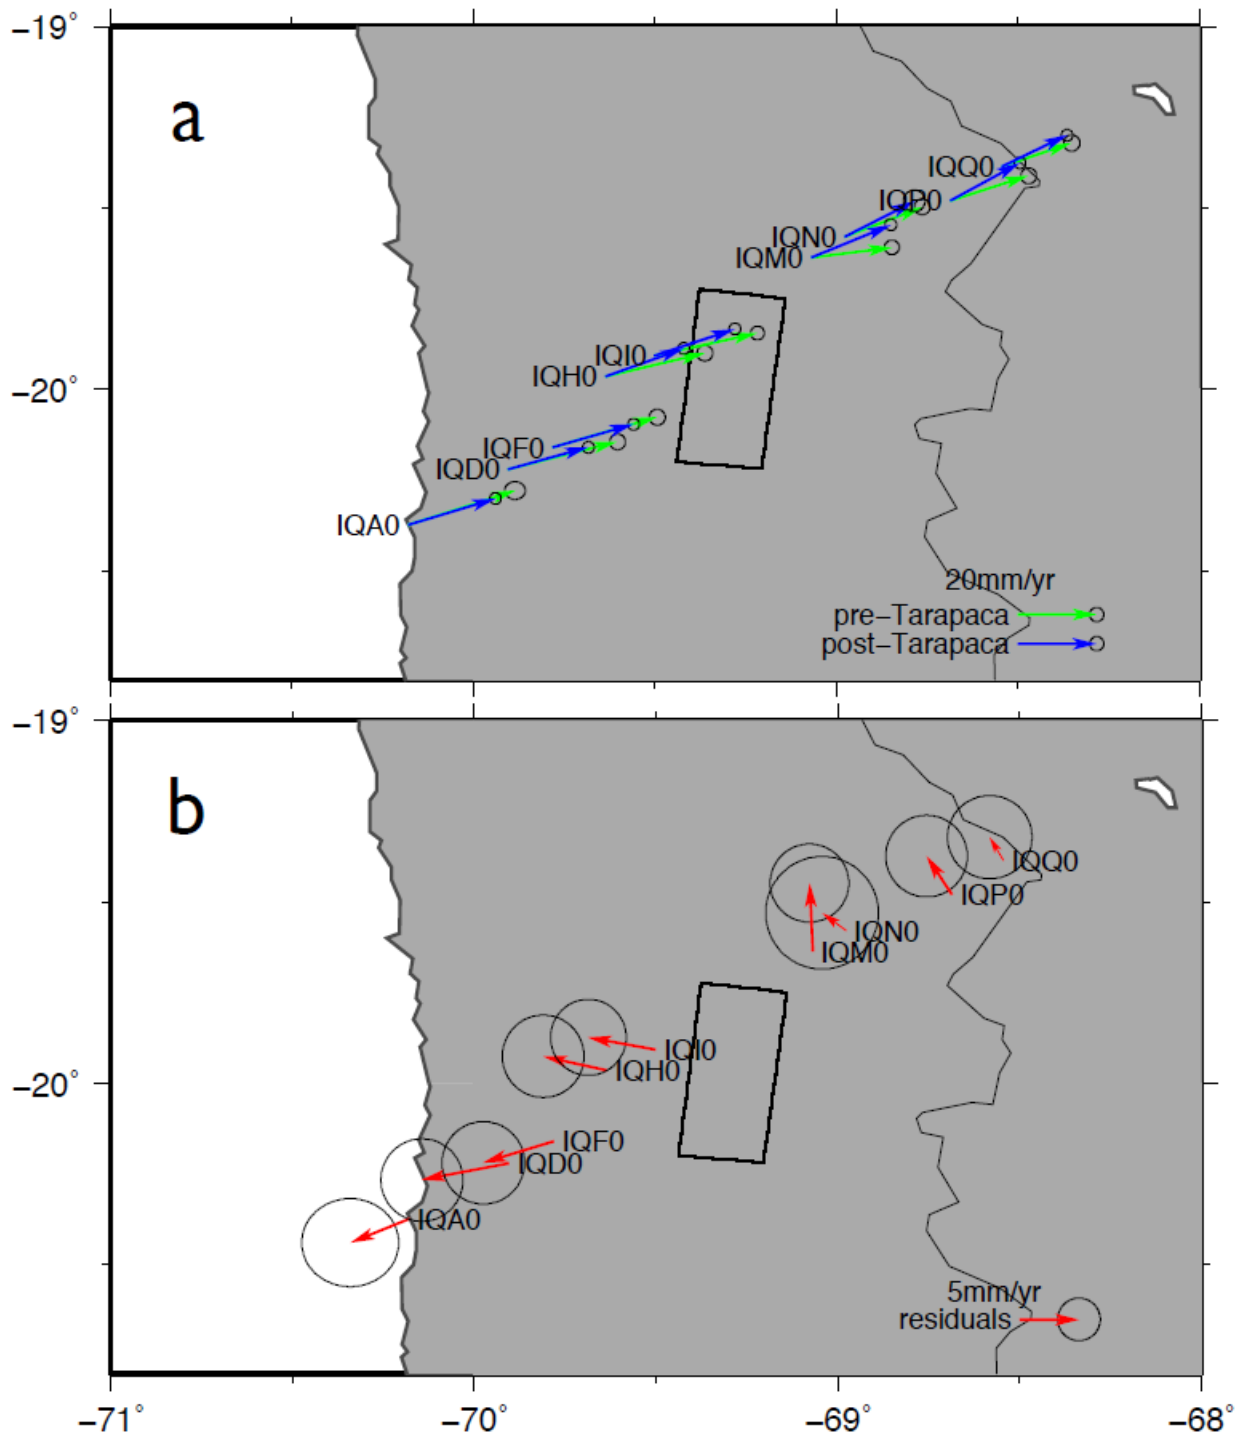 −19°
a
IQQ0
IQP0
IQN0
IQM0
IQI0
IQH0
−20°
IQF0
IQD0
IQA0
20mm/yr
pre−Tarapaca
post−Tarapaca
−19°
b
IQQ0
IQP0
IQN0
IQM0
IQI0
IQH0
−20°
IQF0
IQD0
IQA0
5mm/yr
residuals
−71° −70° −69° −68°